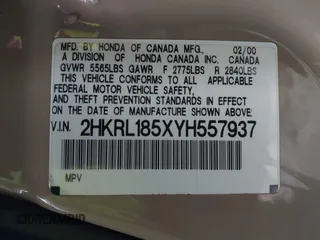 MFD. BY HONDA OF CANADA MFG., 02/00
A DIVISION OF HONDA CANADA INC.
GVWR 5565LBS GAWR F 2775LBS R 2840LBS
THIS VEHICLE CONFORMS TO ALL APPLICABLE
FEDERAL MOTOR VEHICLE SAFETY,
AND THEFT PREVENTION STANDARDS IN EFFECT
ON THE DATE OF MANUFACTURE SHOWN ABOVE.
V.I.N. 2HKRL185XYH557937
MPV